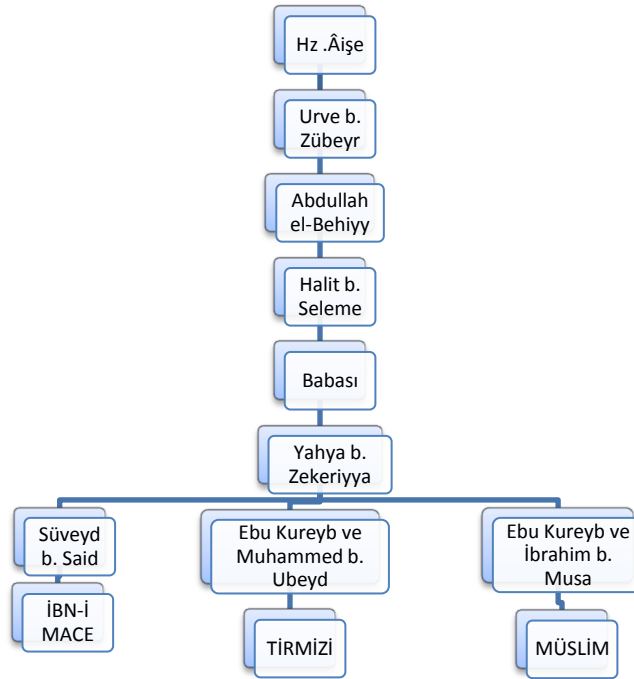 Hz .Âişe
Urve b.
Zübeyr
Abdullah
el-Behiyy
Halit b.
Seleme
Babası
Yahya b.
Zekeriyya
Süveyd
b. Said
Ebu Kureyb ve
Muhammed b.
Ubeyd
Ebu Kureyb ve
İbrahim b.
Musa
İBN-İ
MACE
TİRMİZİ
MÜSLİM